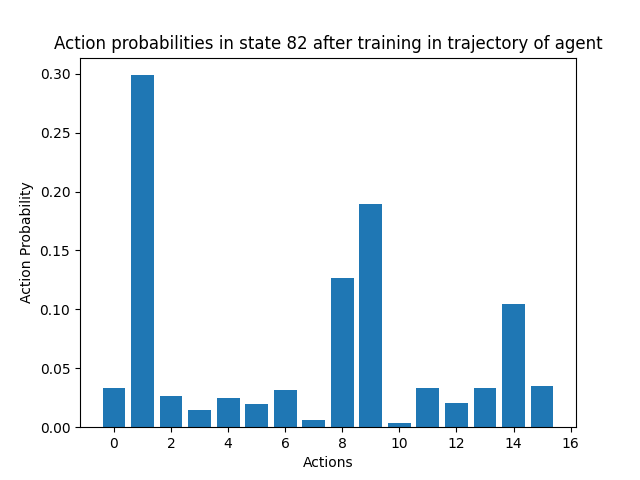 Action probabilities in state 82 after training in trajectory of agent
0.30
0.25
0.20
0.15
0.10
0.05
0.00
Action Probability
0 2 4 6 8 10 12 14 16
Actions